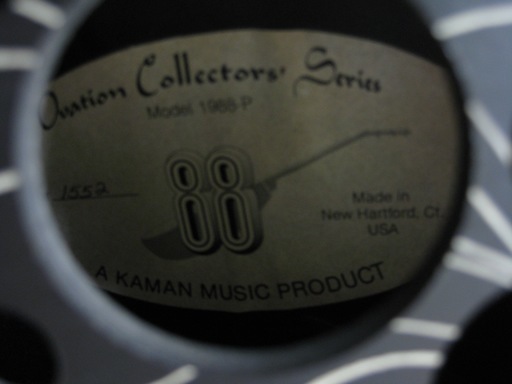 Ovation Collectors' Series
Model 1988-P
1552
88
Made in
New Hartford, Ct.
USA
A KAMAN MUSIC PRODUCT